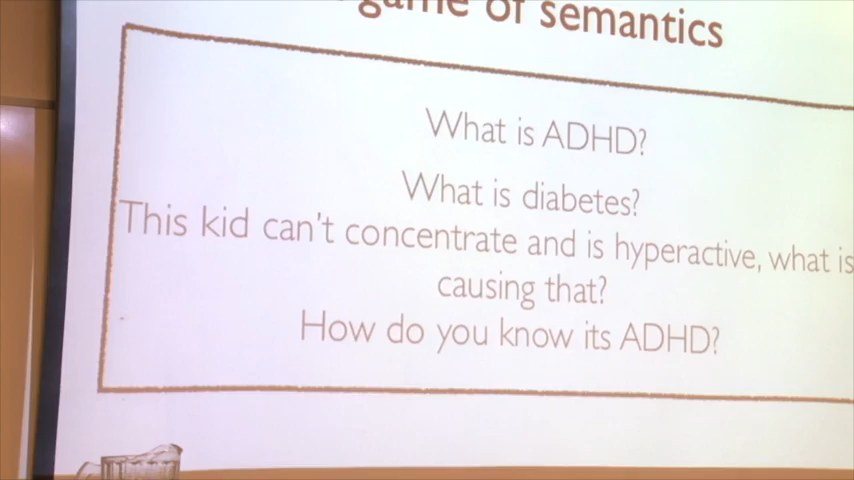 game of semantics
What is ADHD?
What is diabetes?
This kid can't concentrate and is hyperactive, what is
causing that?
How do you know its ADHD?